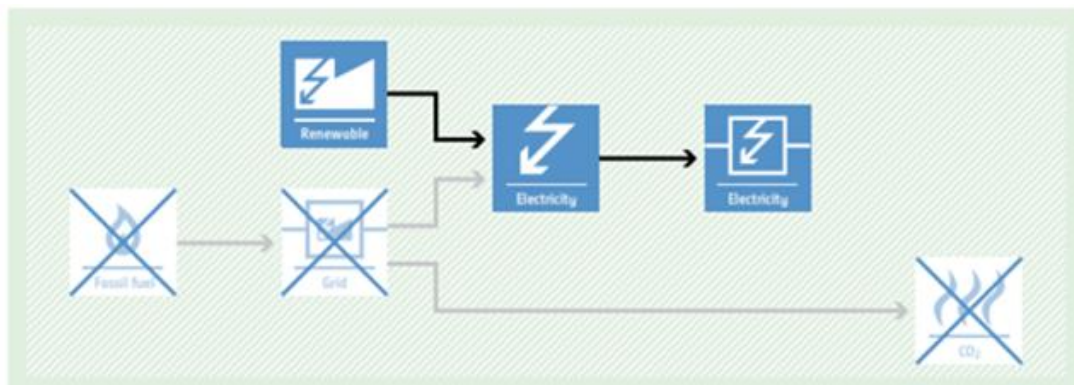 Renewable
Electricity
Electricity
Fossil fuel
Grid
CO₂